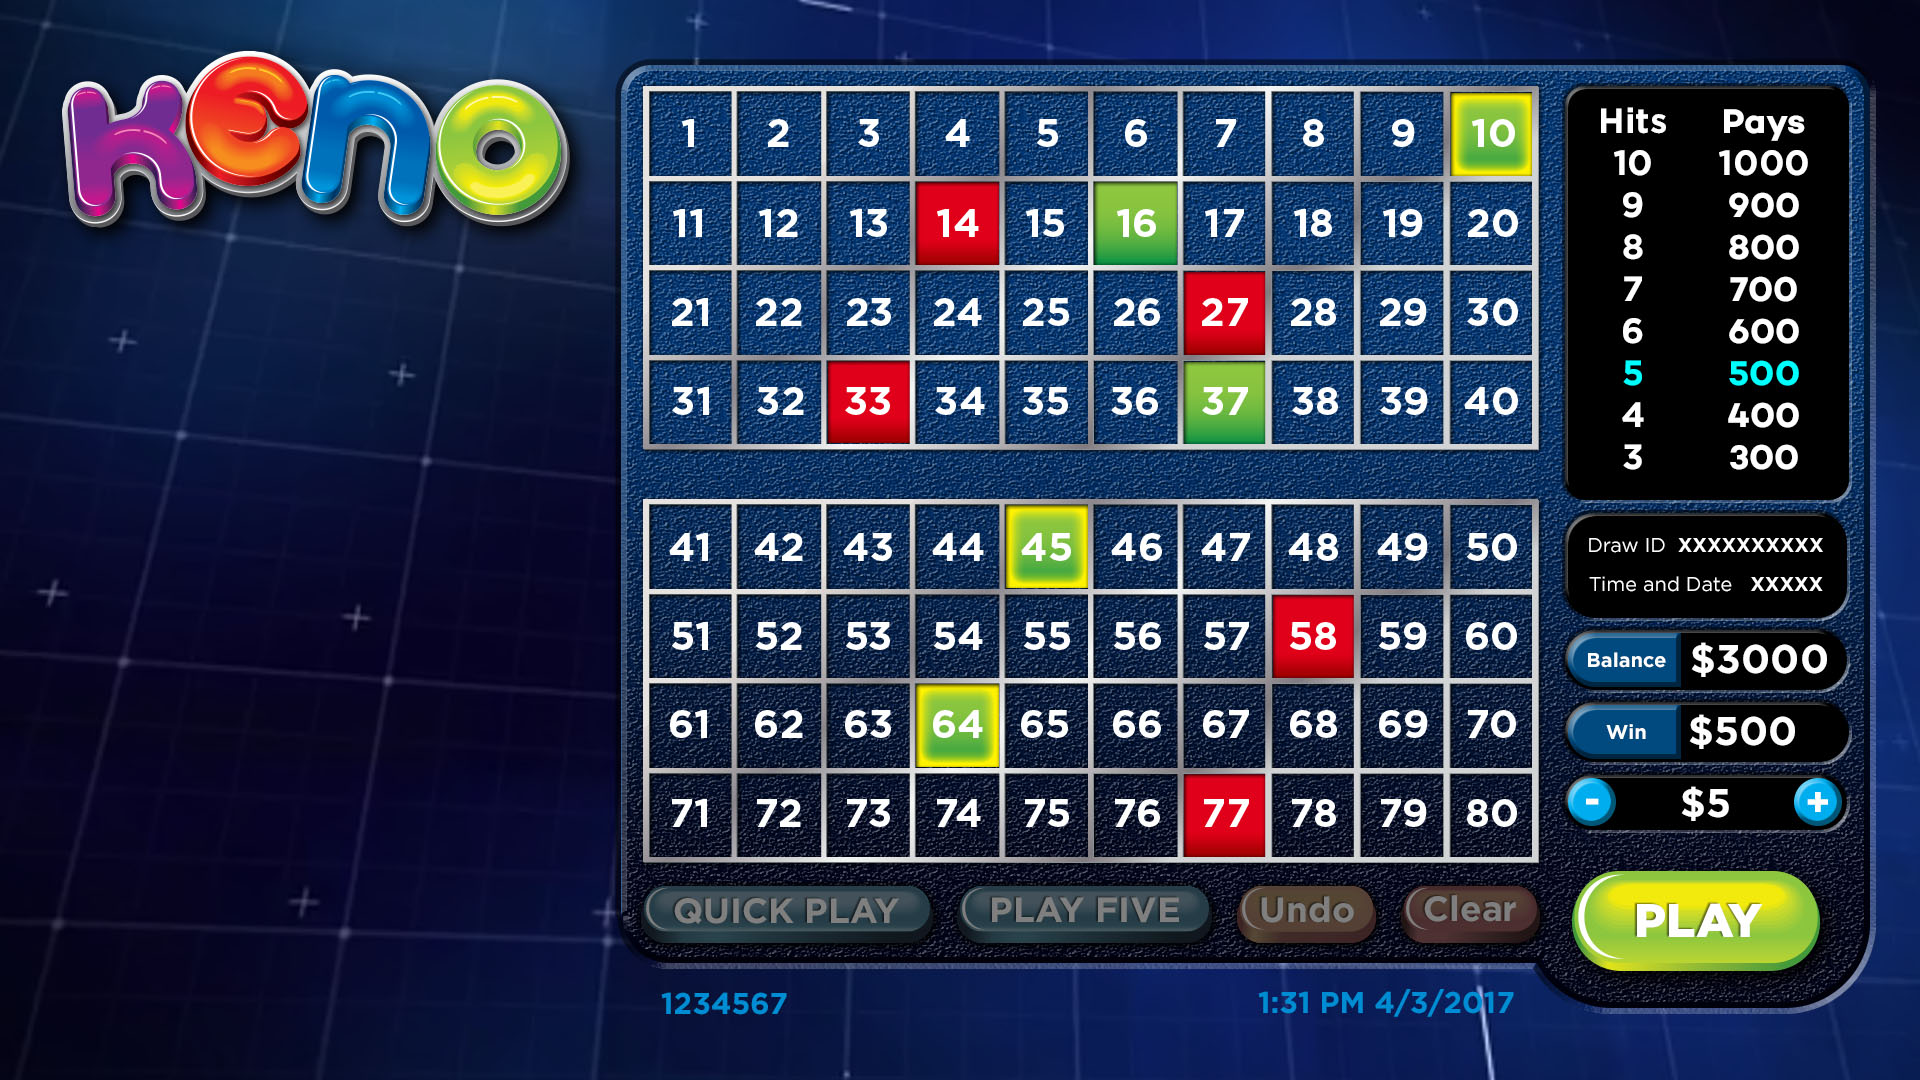 Keno
1 2 3 4 5 6 7 8 9 10
11 12 13 14 15 16 17 18 19 20
21 22 23 24 25 26 27 28 29 30
31 32 33 34 35 36 37 38 39 40
41 42 43 44 45 46 47 48 49 50
51 52 53 54 55 56 57 58 59 60
61 62 63 64 65 66 67 68 69 70
71 72 73 74 75 76 77 78 79 80
QUICK PLAY PLAY FIVE Undo Clear
1234567 1:31 PM 4/3/2017
Hits Pays
10 1000
9 900
8 800
7 700
6 600
5 500
4 400
3 300
Draw ID XXXXXXXXXX
Time and Date XXXXX
Balance $3000
Win $500
- $5 +
PLAY